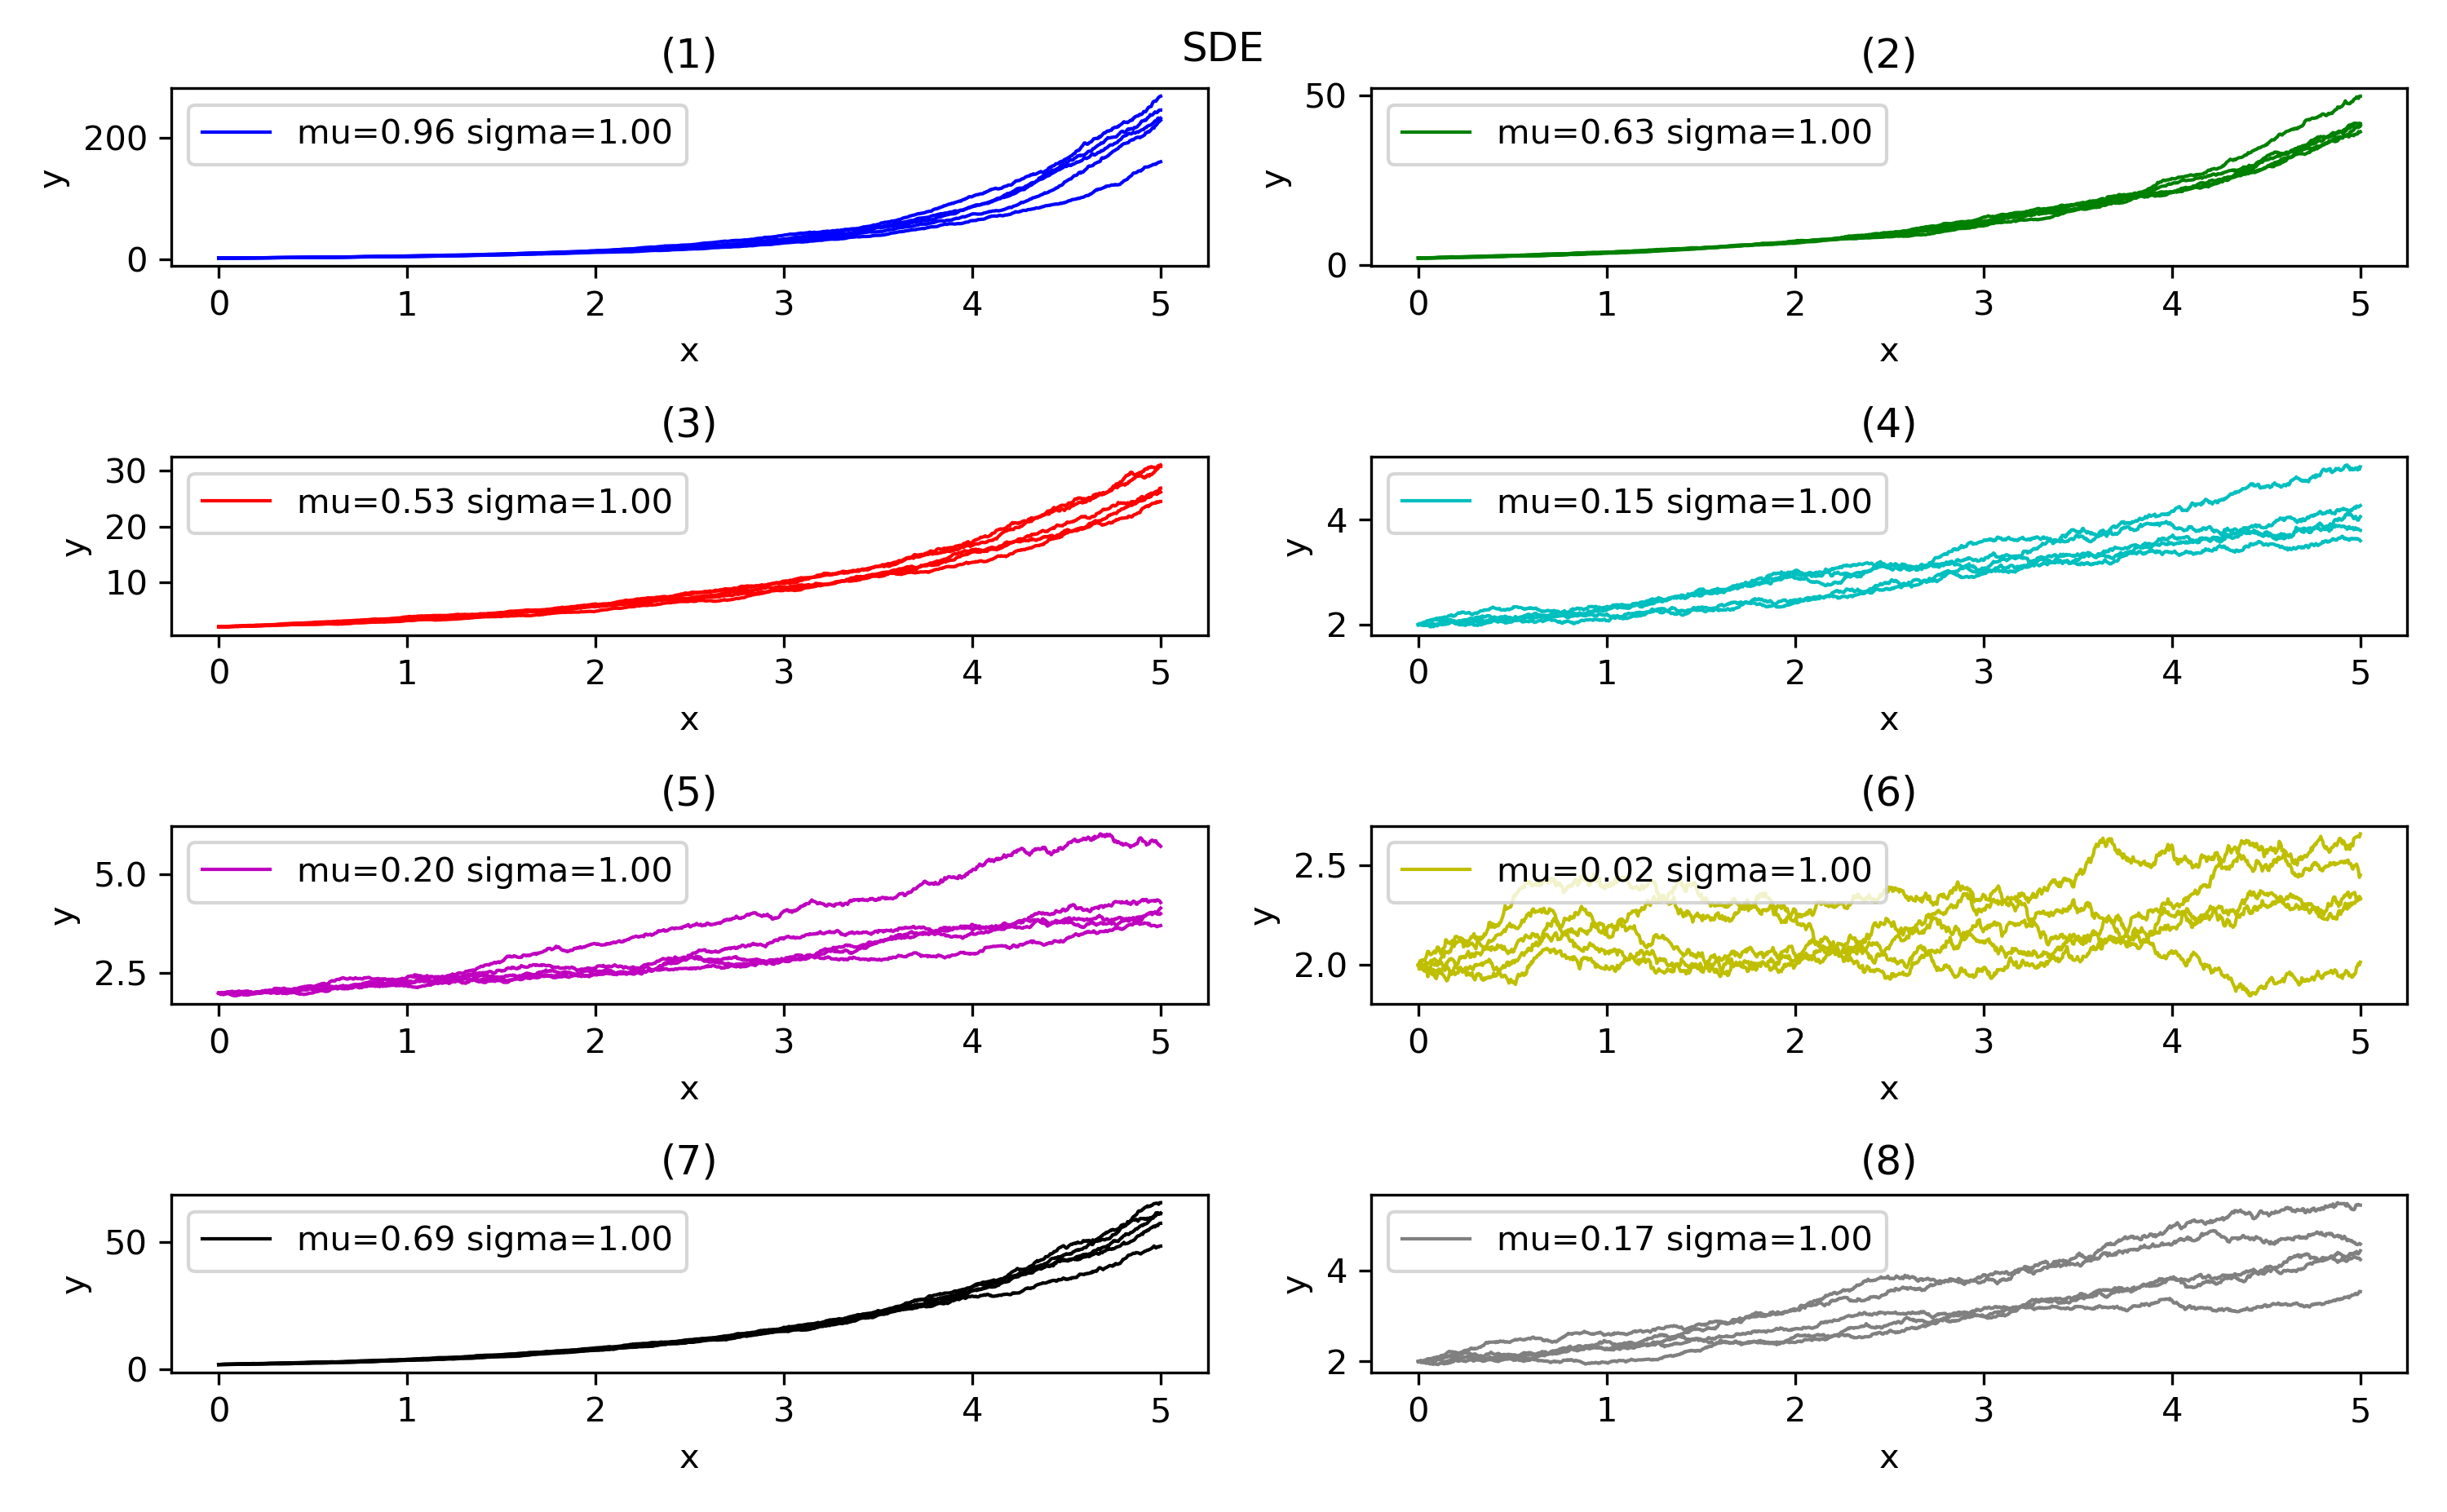 SDE
(1)
mu=0.96 sigma=1.00
200
0
y
0 1 2 3 4 5
x
(2)
mu=0.63 sigma=1.00
50
0
y
0 1 2 3 4 5
x
(3)
mu=0.53 sigma=1.00
30
20
10
y
0 1 2 3 4 5
x
(4)
mu=0.15 sigma=1.00
4
2
y
0 1 2 3 4 5
x
(5)
mu=0.20 sigma=1.00
5.0
2.5
y
0 1 2 3 4 5
x
(6)
mu=0.02 sigma=1.00
2.5
2.0
y
0 1 2 3 4 5
x
(7)
mu=0.69 sigma=1.00
50
0
y
0 1 2 3 4 5
x
(8)
mu=0.17 sigma=1.00
4
2
y
0 1 2 3 4 5
x